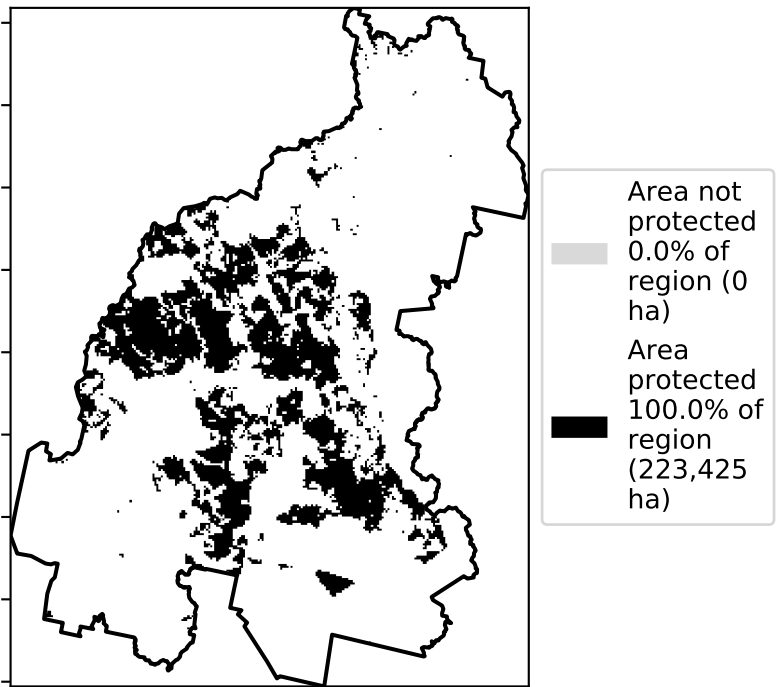 Area not
protected
0.0% of
region (0
ha)
Area
protected
100.0% of
region
(223,425
ha)